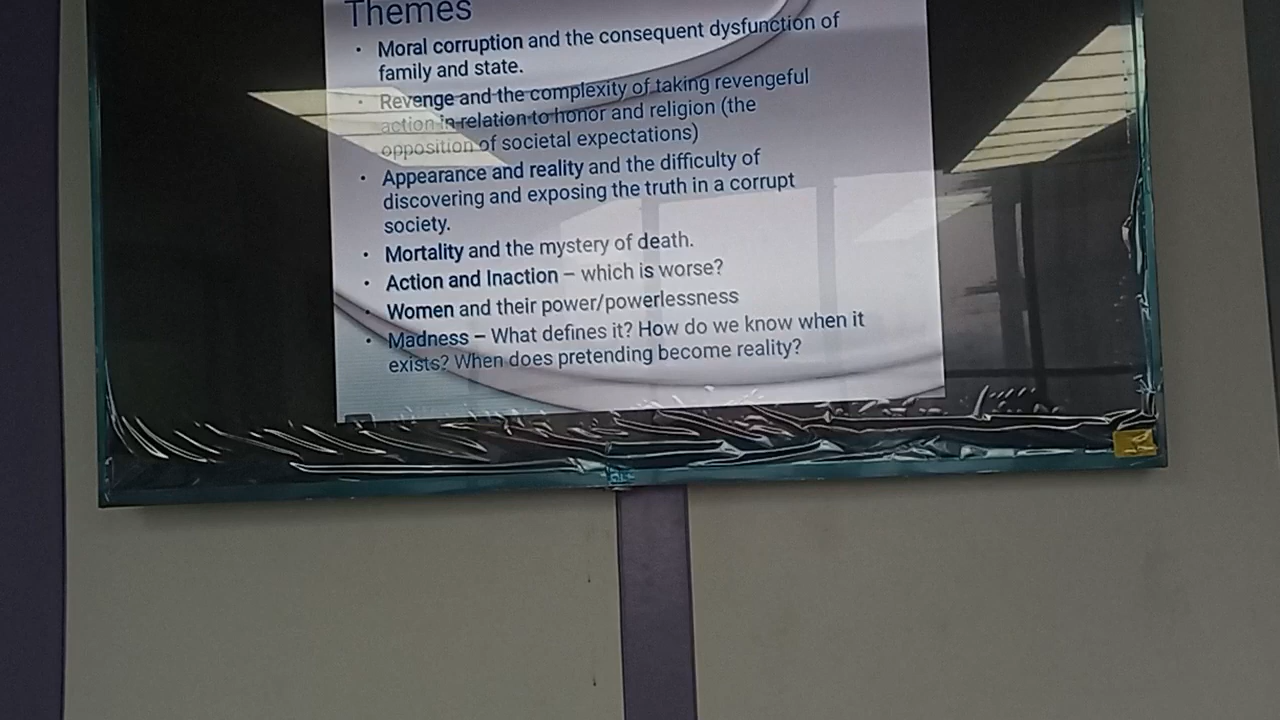 Themes
• Moral corruption and the consequent dysfunction of
family and state.
• Revenge and the complexity of taking revengeful
action in relation to honor and religion (the
opposition of societal expectations)
• Appearance and reality and the difficulty of
discovering and exposing the truth in a corrupt
society.
• Mortality and the mystery of death.
• Action and Inaction – which is worse?
• Women and their power/powerlessness
• Madness – What defines it? How do we know when it
exists? When does pretending become reality?